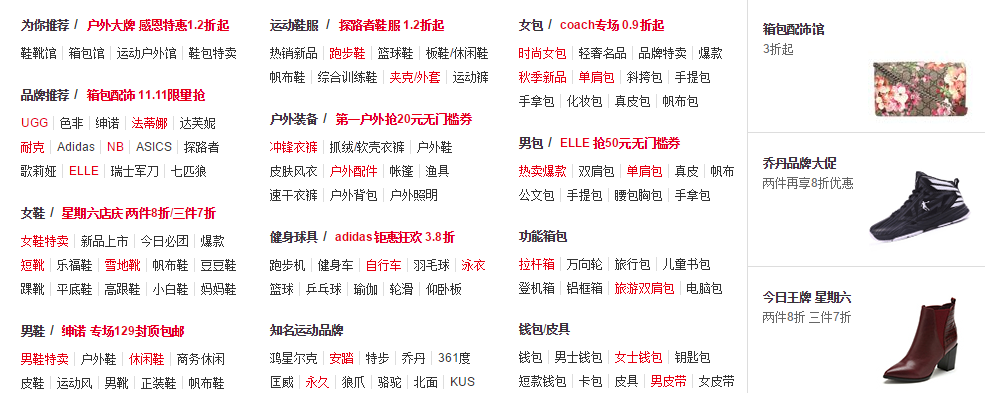 为你推荐 / 户外大牌 感恩特惠1.2折起
鞋靴馆 箱包馆 运动户外馆 鞋包特卖
品牌推荐 / 箱包配饰 11.11限量抢
UGG 色非 绅诺 法蒂娜 达芙妮
耐克 Adidas NB ASICS 探路者
歌莉娅 ELLE 瑞士军刀 七匹狼
女鞋 / 星期六店庆 两件8折/三件7折
女鞋特卖 新品上市 今日必团 爆款
短靴 乐福鞋 雪地靴 帆布鞋 豆豆鞋
踝靴 平底鞋 高跟鞋 小白鞋 妈妈鞋
男鞋 / 绅诺 专场129封顶包邮
男鞋特卖 户外鞋 休闲鞋 商务休闲
皮鞋 运动风 男靴 正装鞋 帆布鞋
运动鞋服 / 探路者鞋服 1.2折起
热销新品 跑步鞋 篮球鞋 板鞋/休闲鞋
帆布鞋 综合训练鞋 夹克/外套 运动裤
户外装备 / 第一户外抢20元无门槛券
冲锋衣裤 抓绒/软壳衣裤 户外鞋
皮肤风衣 户外配件 帐篷 渔具
速干衣裤 户外背包 户外照明
健身球具 / adidas钜惠狂欢 3.8折
跑步机 健身车 自行车 羽毛球 泳衣
篮球 乒乓球 瑜伽 轮滑 仰卧板
知名运动品牌
鸿星尔克 安踏 特步 乔丹 361度
匡威 永久 狼爪 骆驼 北面 KUS
女包 / coach专场 0.9折起
时尚女包 轻奢名品 品牌特卖 爆款
秋季新品 单肩包 斜挎包 手提包
手拿包 化妆包 真皮包 帆布包
男包 / ELLE 抢50元无门槛券
热卖爆款 双肩包 单肩包 真皮 帆布
公文包 手提包 腰包胸包 手拿包
功能箱包
拉杆箱 万向轮 旅行包 儿童书包
登机箱 铝框箱 旅游双肩包 电脑包
钱包/皮具
钱包 男士钱包 女士钱包 钥匙包
短款钱包 卡包 皮具 男皮带 女皮带
箱包配饰馆
3折起
乔丹品牌大促
两件再享8折优惠
今日王牌 星期六
两件8折 三件7折